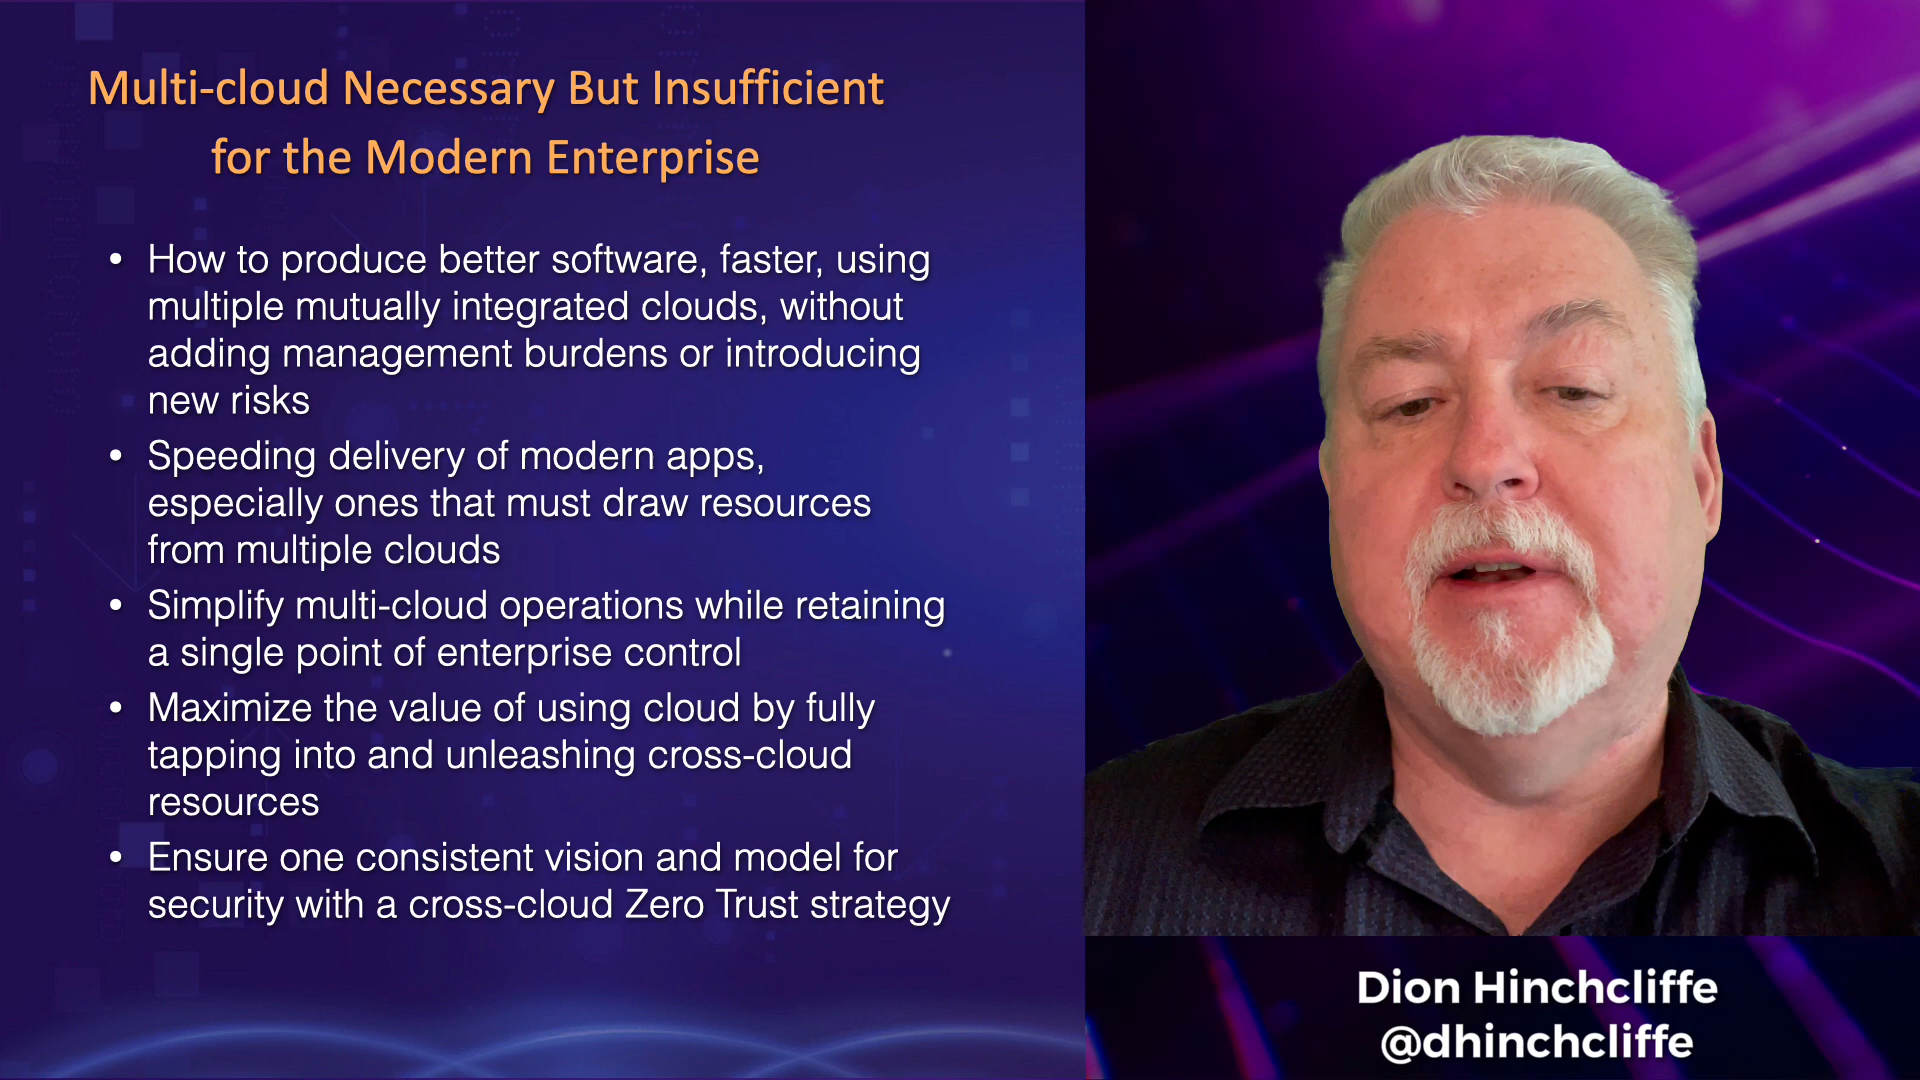 Multi-cloud Necessary But Insufficient
for the Modern Enterprise
• How to produce better software, faster, using
multiple mutually integrated clouds, without
adding management burdens or introducing
new risks
• Speeding delivery of modern apps,
especially ones that must draw resources
from multiple clouds
• Simplify multi-cloud operations while retaining
a single point of enterprise control
• Maximize the value of using cloud by fully
tapping into and unleashing cross-cloud
resources
• Ensure one consistent vision and model for
security with a cross-cloud Zero Trust strategy
Dion Hinchcliffe
@dhinchcliffe